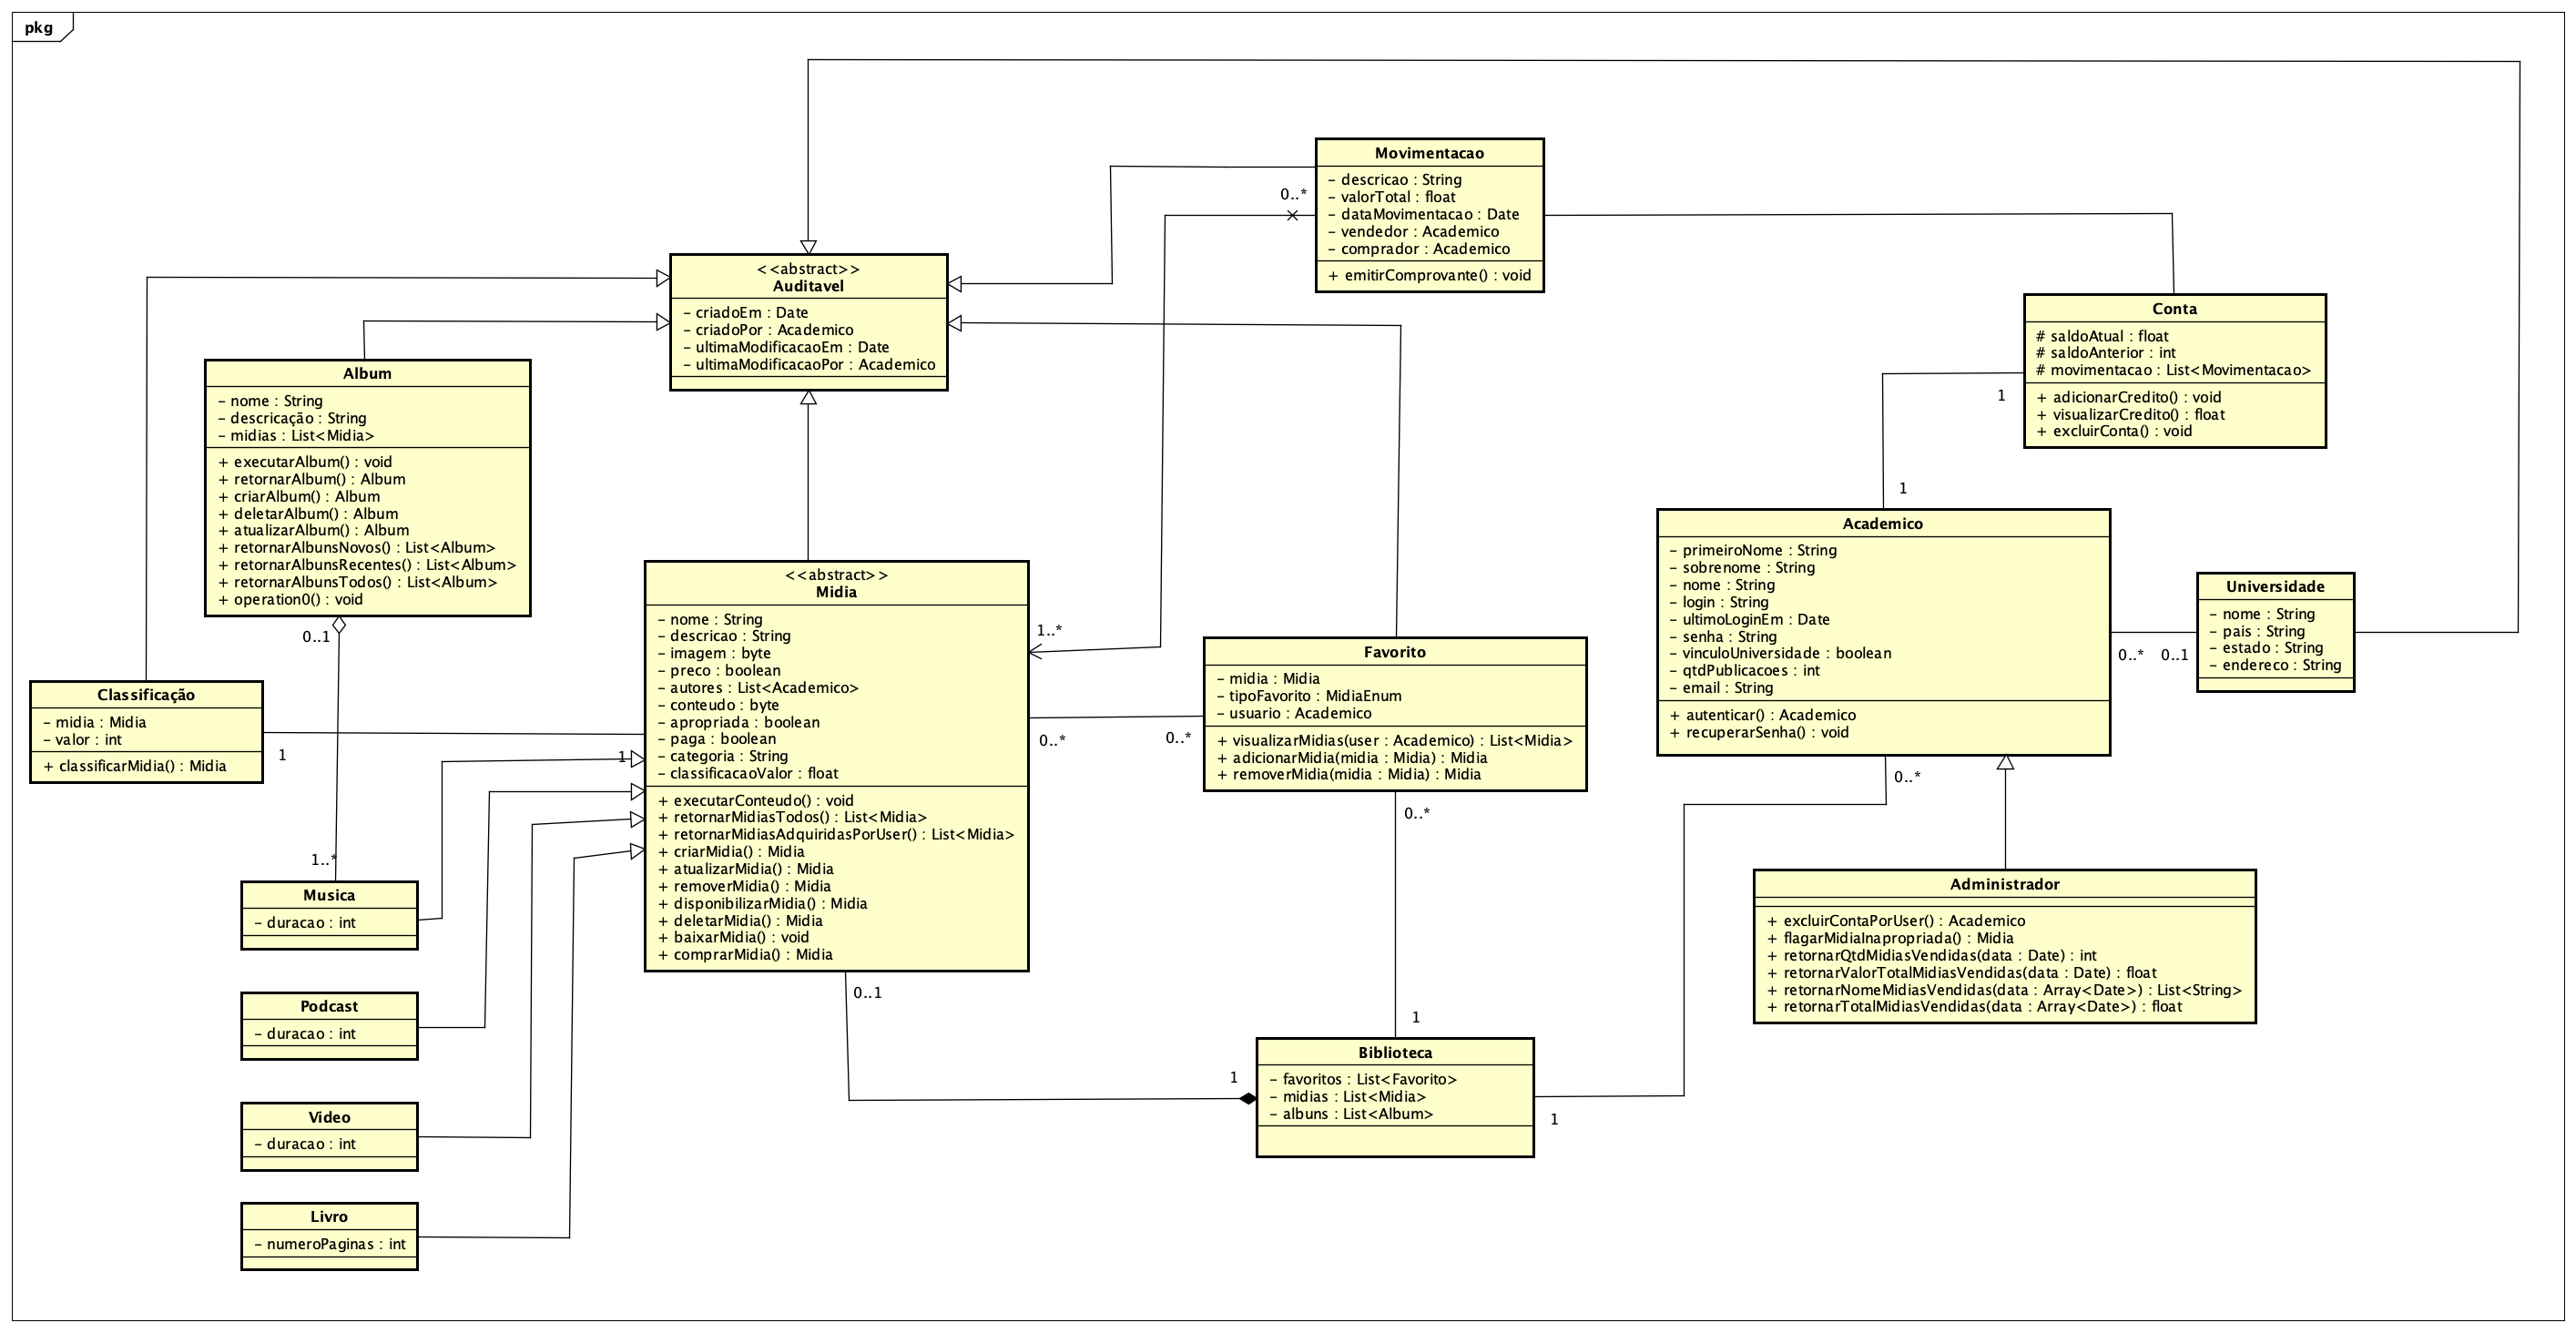 pkg
Movimentacao
- descricao : String
- valorTotal : float
- dataMovimentacao : Date
- vendedor : Academico
- comprador : Academico
+ emitirComprovante() : void
0..*
<<abstract>>
Auditavel
- criadoEm : Date
- criadoPor : Academico
- ultimaModificacaoEm : Date
- ultimaModificacaoPor : Academico
Conta
# saldoAtual : float
# saldoAnterior : int
# movimentacao : List<Movimentacao>
+ adicionarCredito() : void
+ visualizarCredito() : float
+ excluirConta() : void
1
1
Album
- nome : String
- descricação : String
- midias : List<Midia>
+ executarAlbum() : void
+ retornarAlbum() : Album
+ criarAlbum() : Album
+ deletarAlbum() : Album
+ atualizarAlbum() : Album
+ retornarAlbunsNovos() : List<Album>
+ retornarAlbunsRecentes() : List<Album>
+ retornarAlbunsTodos() : List<Album>
+ operation0() : void
0..1
Academico
- primeiroNome : String
- sobrenome : String
- nome : String
- login : String
- ultimoLoginEm : Date
- senha : String
- vinculoUniversidade : boolean
- qtdPublicacoes : int
- email : String
+ autenticar() : Academico
+ recuperarSenha() : void
0..*
0..1
0..*
Universidade
- nome : String
- pais : String
- estado : String
- endereco : String
<<abstract>>
Midia
- nome : String
- descricao : String
- imagem : byte
- preco : boolean
- autores : List<Academico>
- conteudo : byte
- apropriada : boolean
- paga : boolean
- categoria : String
- classificacaoValor : float
+ executarConteudo() : void
+ retornarMidiasTodos() : List<Midia>
+ retornarMidiasAdquiridasPorUser() : List<Midia>
+ criarMidia() : Midia
+ atualizarMidia() : Midia
+ removerMidia() : Midia
+ disponibilizarMidia() : Midia
+ deletarMidia() : Midia
+ baixarMidia() : void
+ comprarMidia() : Midia
1..*
0..*
0..*
0..1
Favorito
- midia : Midia
- tipoFavorito : MidiaEnum
- usuario : Academico
+ visualizarMidias(user : Academico) : List<Midia>
+ adicionarMidia(midia : Midia) : Midia
+ removerMidia(midia : Midia) : Midia
0..*
1
Classificação
- midia : Midia
- valor : int
+ classificarMidia() : Midia
1
1
1..*
Musica
- duracao : int
Administrador
+ excluirContaPorUser() : Academico
+ flagarMidiaInapropriada() : Midia
+ retornarQtdMidiasVendidas(data : Date) : int
+ retornarValorTotalMidiasVendidas(data : Date) : float
+ retornarNomeMidiasVendidas(data : Array<Date>) : List<String>
+ retornarTotalMidiasVendidas(data : Array<Date>) : float
Podcast
- duracao : int
Biblioteca
- favoritos : List<Favorito>
- midias : List<Midia>
- albuns : List<Album>
1
1
Video
- duracao : int
Livro
- numeroPaginas : int